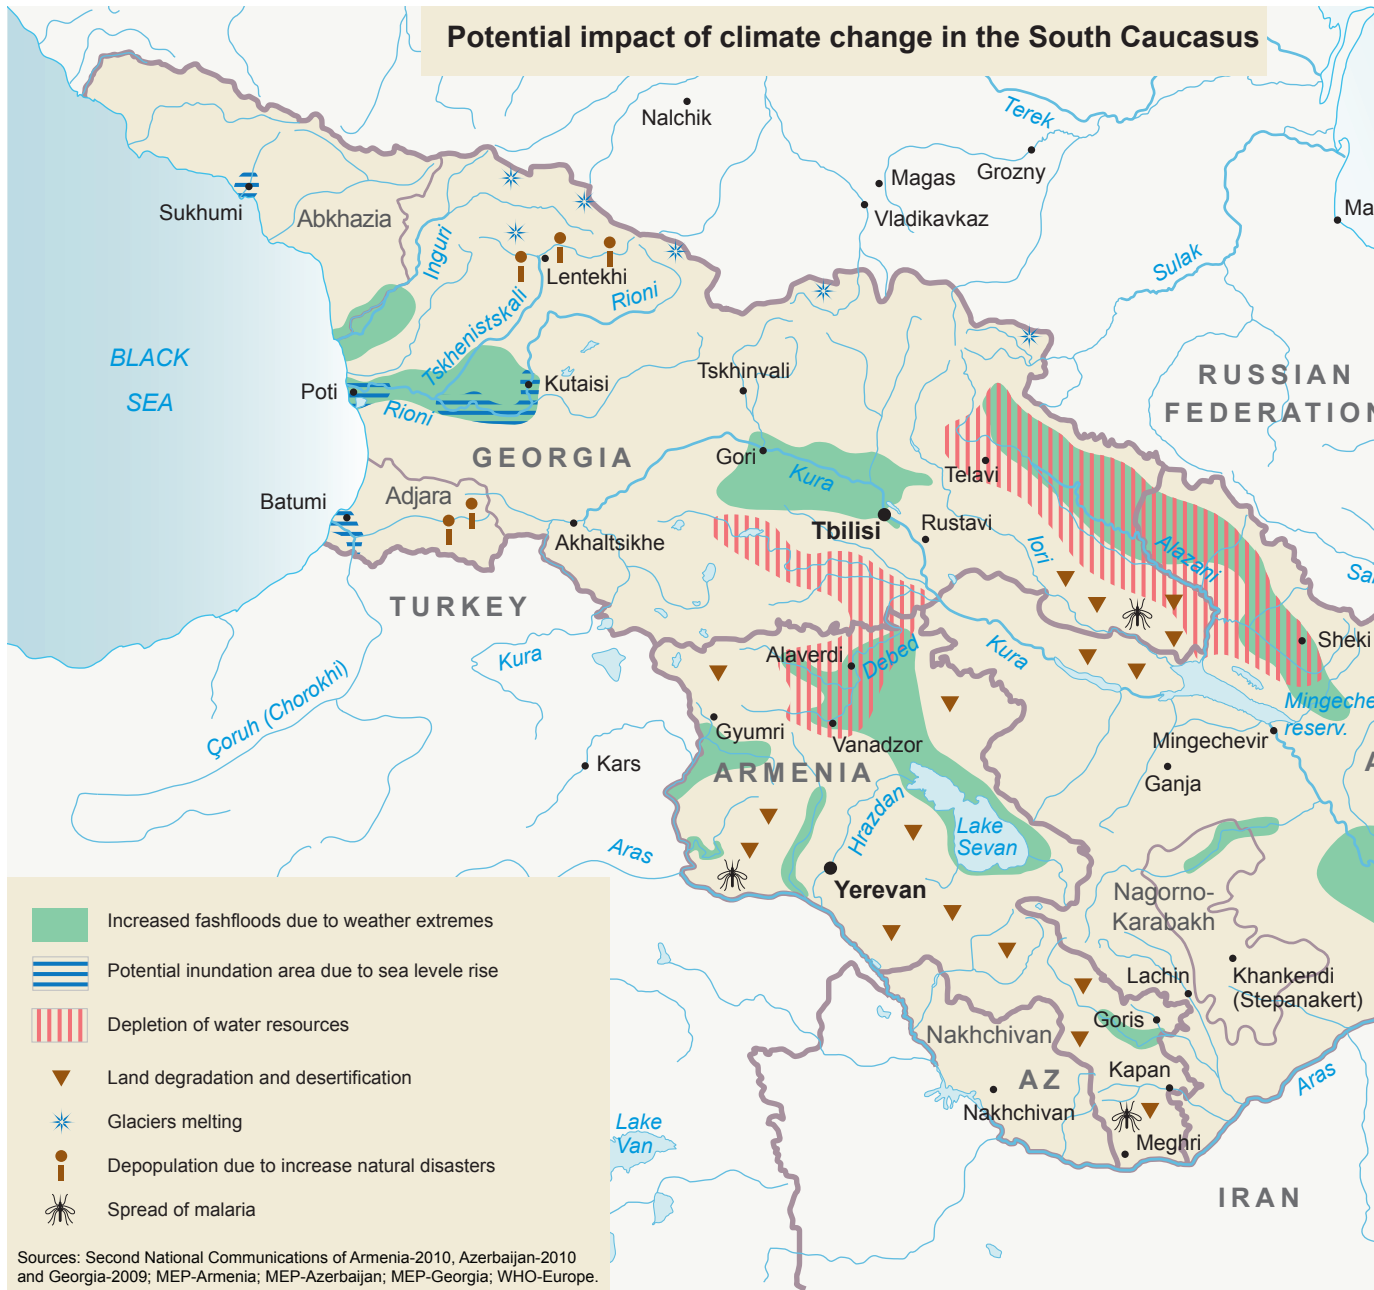 Potential impact of climate change in the South Caucasus
Nalchik
Terek
Grozny
Magas
Vladikavkaz
Ma
Sukhumi
Abkhazia
Inguri
Lentekhi
Rioni
Sulak
Tskhenistskali
BLACK
SEA
Poti
Rioni
Kutaisi
Tskhinvali
RUSSIAN
FEDERATION
GEORGIA
Gori
Kura
Telavi
Batumi
Adjara
Akhaltsikhe
Tbilisi
Rustavi
Iori
Alazani
Sa
TURKEY
Kura
Alaverdi
Debed
Kura
Sheki
Çoruh (Chorokhi)
Gyumri
Vanadzor
Mingeche
reserv.
Mingechevir
Kars
ARMENIA
Ganja
A
Aras
Hrazdan
Lake
Sevan
Yerevan
Nagorno-
Karabakh
Lachin
Khankendi
(Stepanakert)
Goris
Nakhchivan
AZ
Kapan
Aras
Nakhchivan
Meghri
Lake
Van
IRAN
Increased fashfloods due to weather extremes
Potential inundation area due to sea levele rise
Depletion of water resources
Land degradation and desertification
Glaciers melting
Depopulation due to increase natural disasters
Spread of malaria
Sources: Second National Communications of Armenia-2010, Azerbaijan-2010
and Georgia-2009; MEP-Armenia; MEP-Azerbaijan; MEP-Georgia; WHO-Europe.